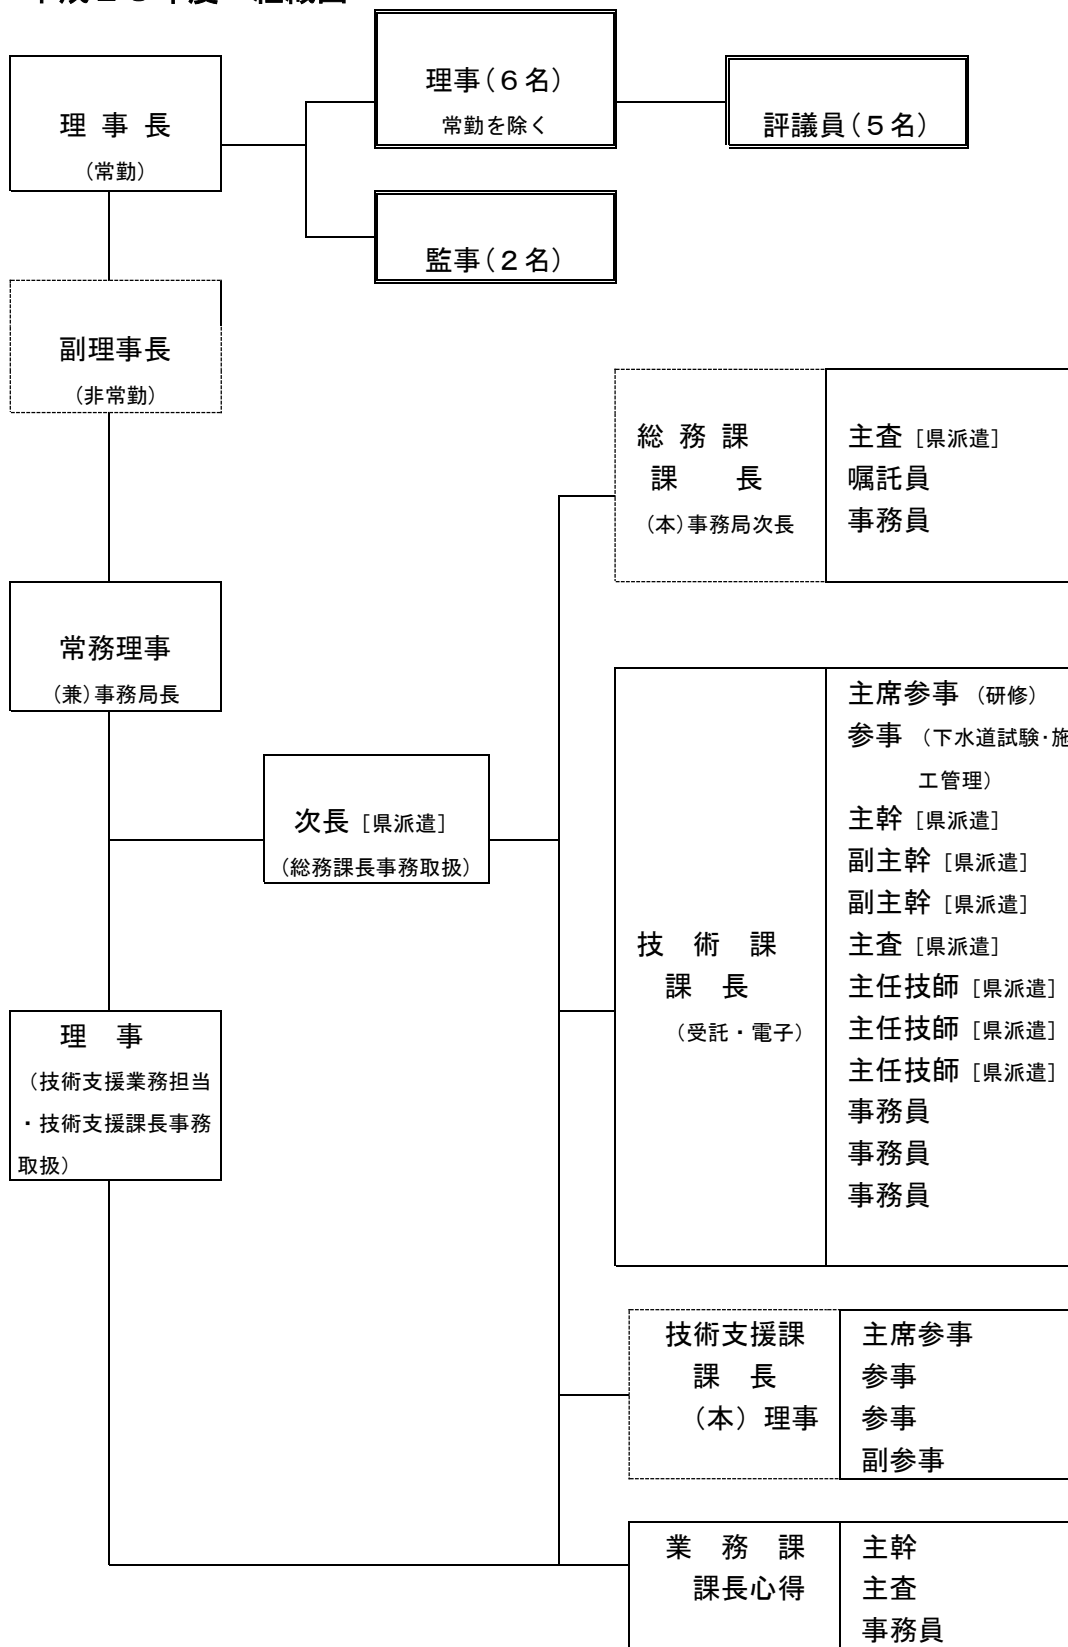 理事(6名)
常勤を除く
評議員(5名)
理 事 長
(常勤)
監事(2名)
副理事長
(非常勤)
総 務 課
課 長
(本)事務局次長
主査 [県派遣]
嘱託員
事務員
常務理事
(兼)事務局長
次長 [県派遣]
(総務課長事務取扱)
理 事
(技術支援業務担当
・技術支援課長事務
取扱)
技 術 課
課 長
(受託・電子)
主席参事 (研修)
参事 (下水道試験・施
工管理)
主幹 [県派遣]
副主幹 [県派遣]
副主幹 [県派遣]
主査 [県派遣]
主任技師 [県派遣]
主任技師 [県派遣]
主任技師 [県派遣]
事務員
事務員
事務員
技術支援課
課 長
(本) 理事
主席参事
参事
参事
副参事
業 務 課
課長心得
主幹
主査
事務員